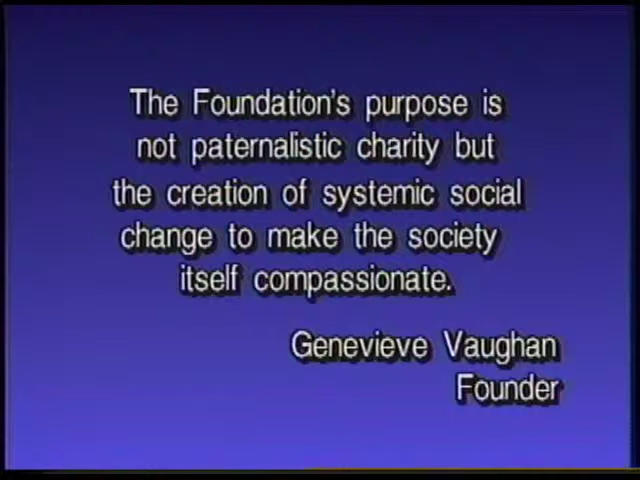 The Foundation's purpose is
not paternalistic charity but
the creation of systemic social
change to make the society
itself compassionate.
Genevieve Vaughan
Founder